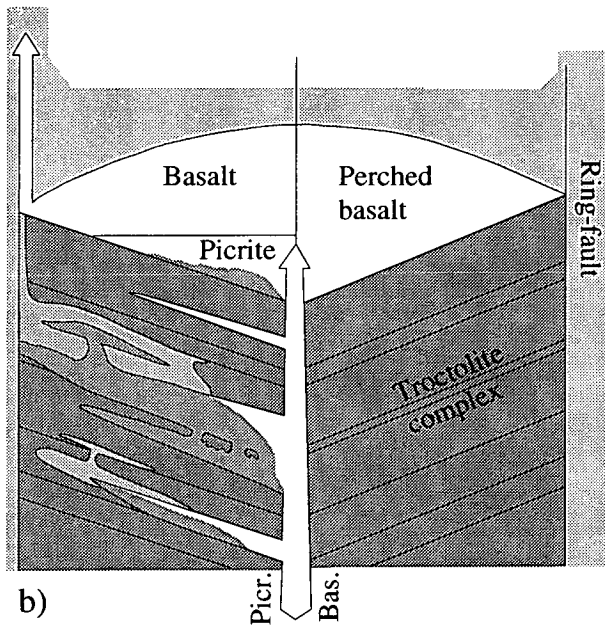 Basalt
Perched
basalt
Picrite
Ring-fault
Troctolite
complex
Picr.
Bas.
b)